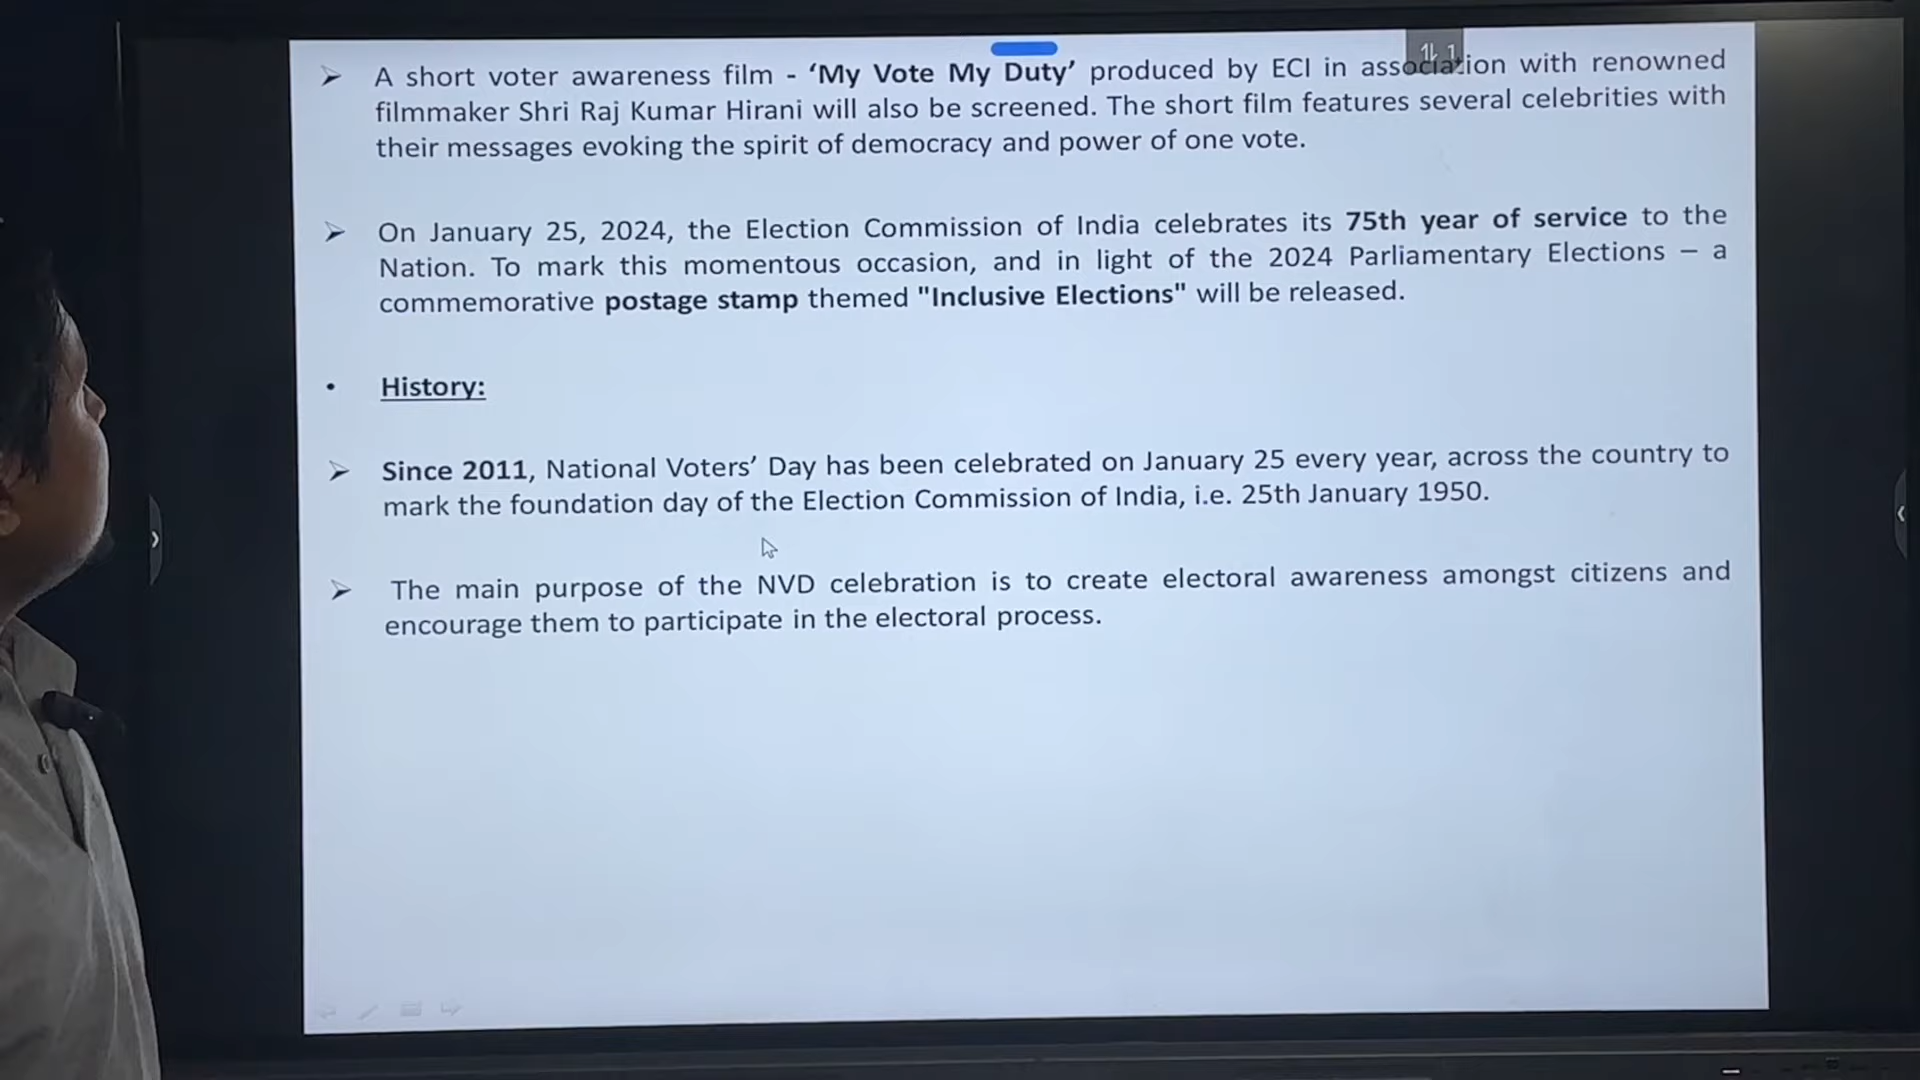 ➢ A short voter awareness film - ‘My Vote My Duty’ produced by ECI in association with renowned
filmmaker Shri Raj Kumar Hirani will also be screened. The short film features several celebrities with
their messages evoking the spirit of democracy and power of one vote.
➢ On January 25, 2024, the Election Commission of India celebrates its 75th year of service to the
Nation. To mark this momentous occasion, and in light of the 2024 Parliamentary Elections – a
commemorative postage stamp themed "Inclusive Elections" will be released.
• History:
➢ Since 2011, National Voters’ Day has been celebrated on January 25 every year, across the country to
mark the foundation day of the Election Commission of India, i.e. 25th January 1950.
➢ The main purpose of the NVD celebration is to create electoral awareness amongst citizens and
encourage them to participate in the electoral process.